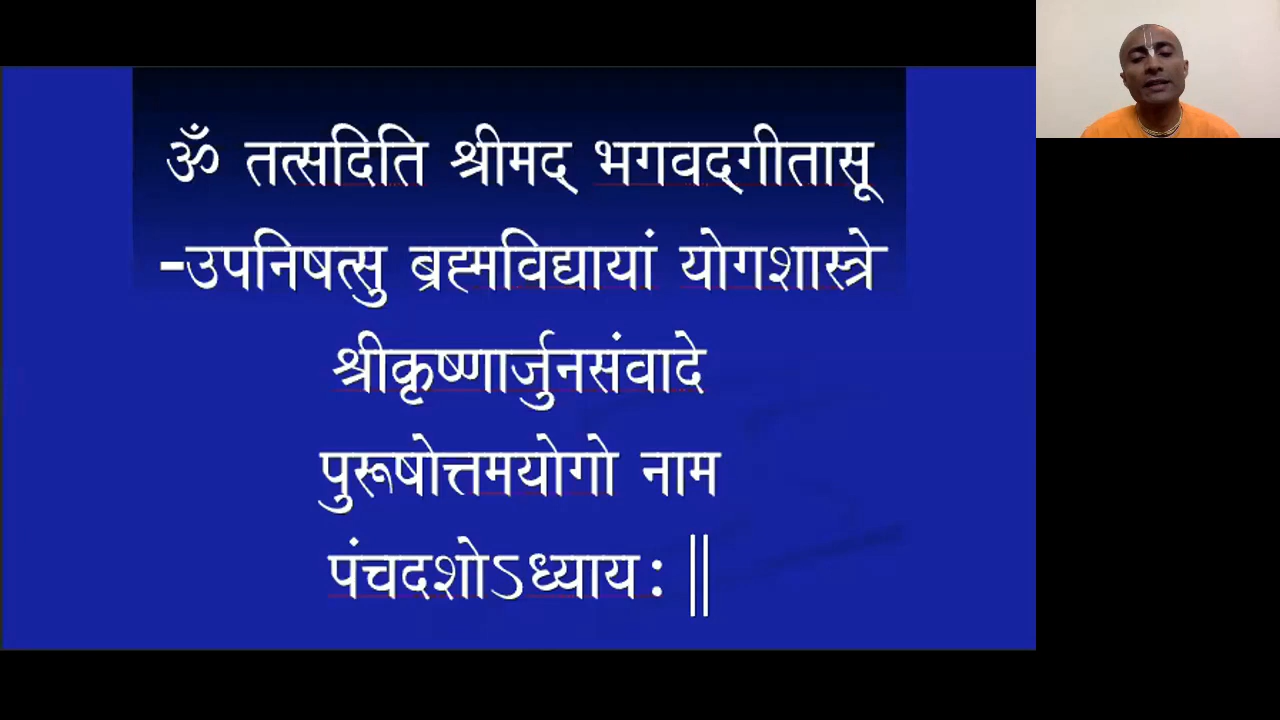 ॐ तत्सदिति श्रीमद् भगवद्‌गीतासू
-उपनिषत्सु ब्रह्मविद्यायां योगशास्त्रे
श्रीकृष्णार्जुनसंवादे
पुरूषोत्तमयोगो नाम
पंचदशोऽध्याय: ||